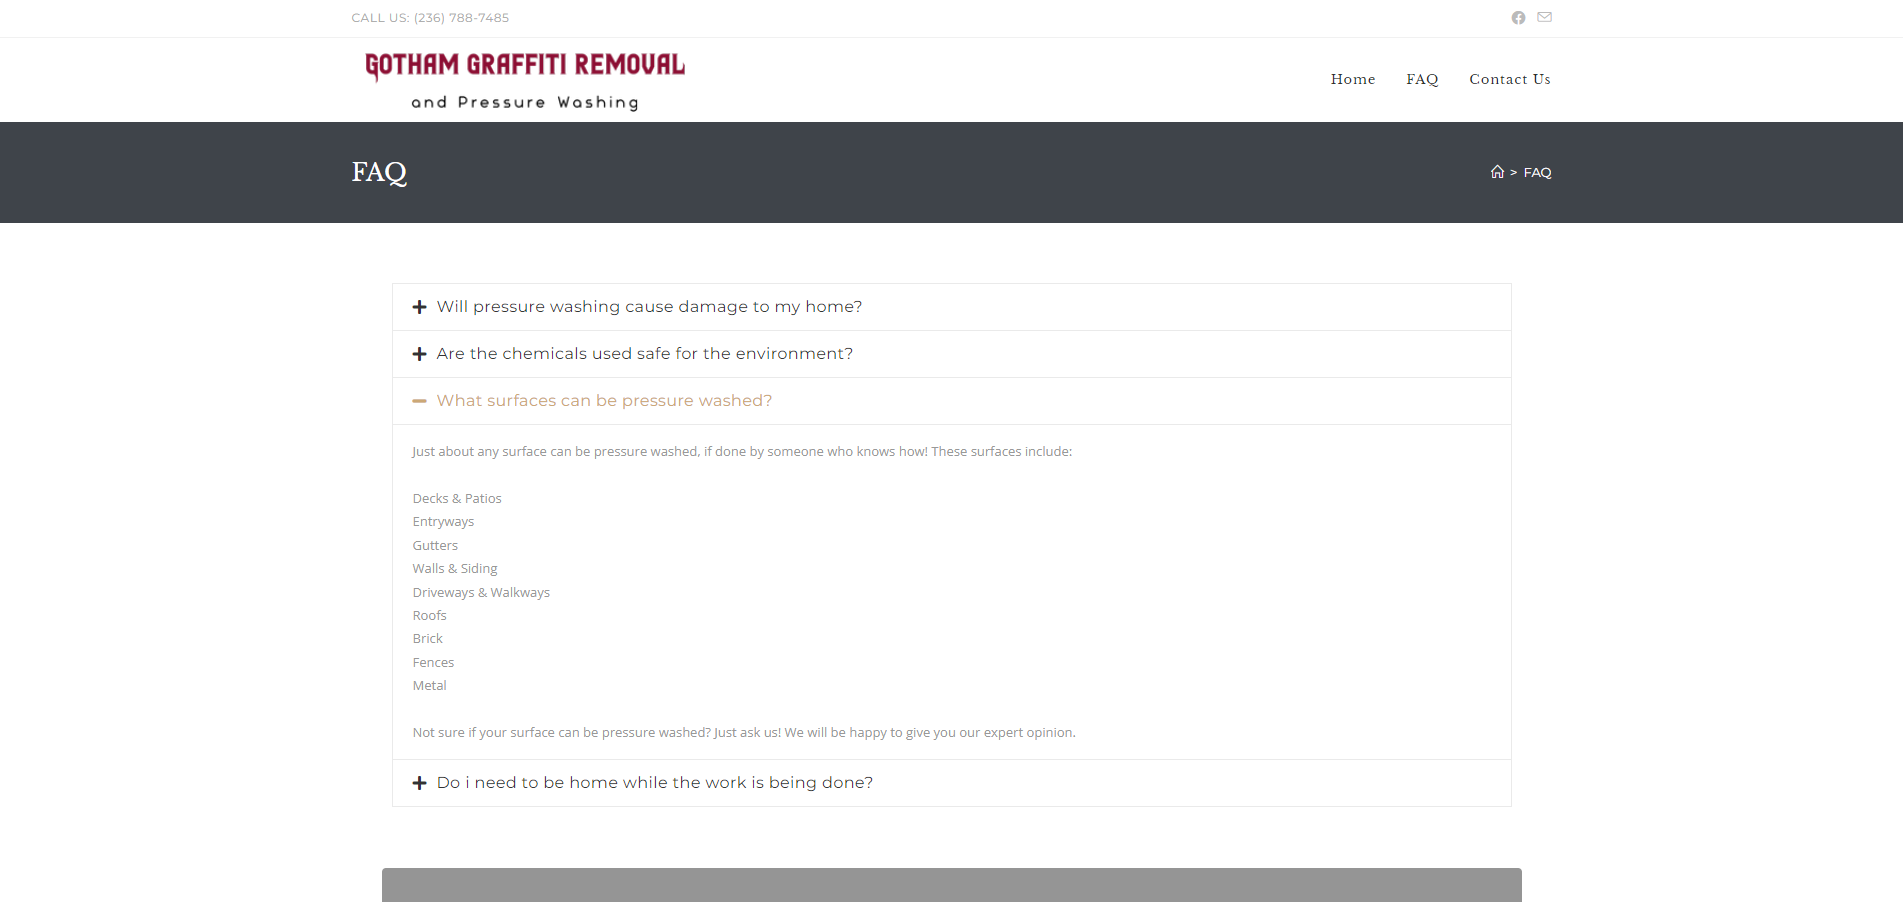 CALL US: (236) 788-7485
GOTHAM GRAFFITI REMOVAL
and Pressure Washing
Home FAQ Contact Us
FAQ
> FAQ
Will pressure washing cause damage to my home?
Are the chemicals used safe for the environment?
What surfaces can be pressure washed?
Just about any surface can be pressure washed, if done by someone who knows how! These surfaces include:
Decks & Patios
Entryways
Gutters
Walls & Siding
Driveways & Walkways
Roofs
Brick
Fences
Metal
Not sure if your surface can be pressure washed? Just ask us! We will be happy to give you our expert opinion.
Do i need to be home while the work is being done?